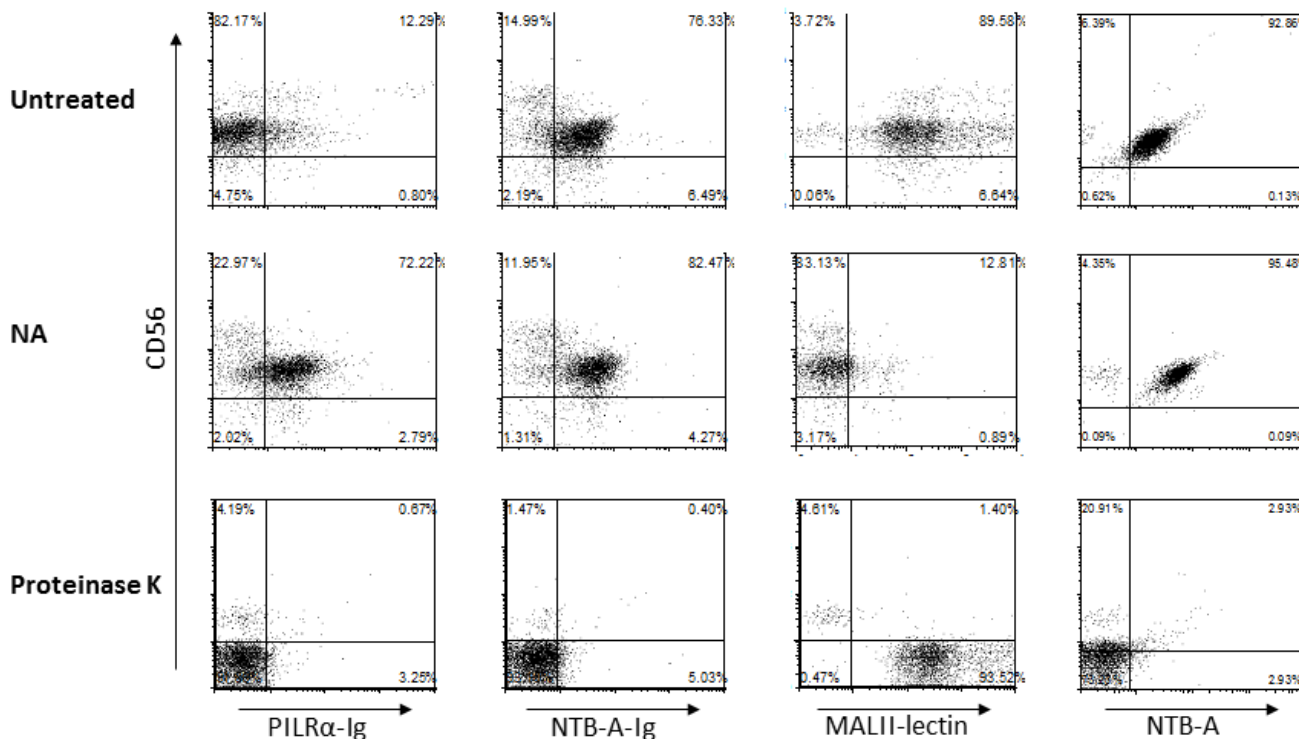 82.17% 12.29% 14.99% 76.33% 3.72% 89.58% 92.86%
Untreated
4.75% 0.80% 2.19% 6.49% 0.06% 6.64% 0.62% 0.13%
22.97% 72.22% 11.95% 82.47% 83.13% 12.81% 4.35% 95.48%
NA
CD56
2.02% 2.79% 1.31% 4.27% 3.17% 0.89% 0.09% 0.09%
4.19% 0.67% 1.47% 0.40% 4.61% 1.40% 20.91% 2.93%
Proteinase K
3.25% 5.03% 0.47% 93.52% 2.93%
PILRα-Ig NTB-A-Ig MALII-lectin NTB-A